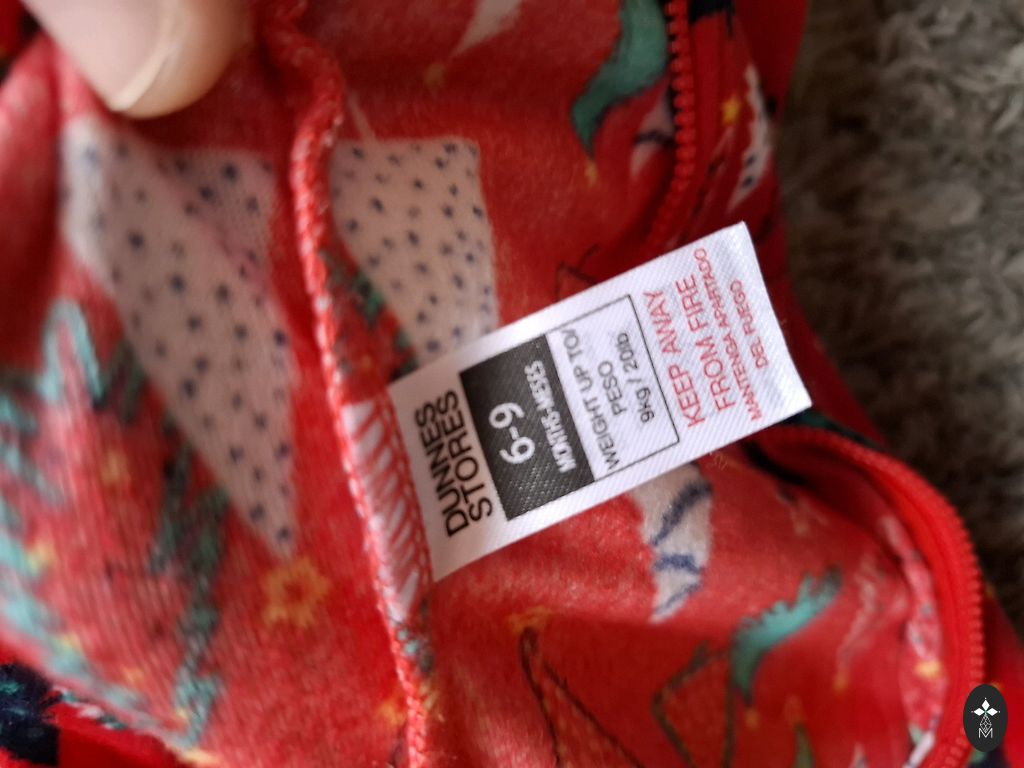 DUNNES
STORES
6-9
MONTHS-MESES
WEIGHT UP TO/
PESO
9kg / 20lb
KEEP AWAY
FROM FIRE
MANTENGA APARTADO
DEL FUEGO
M